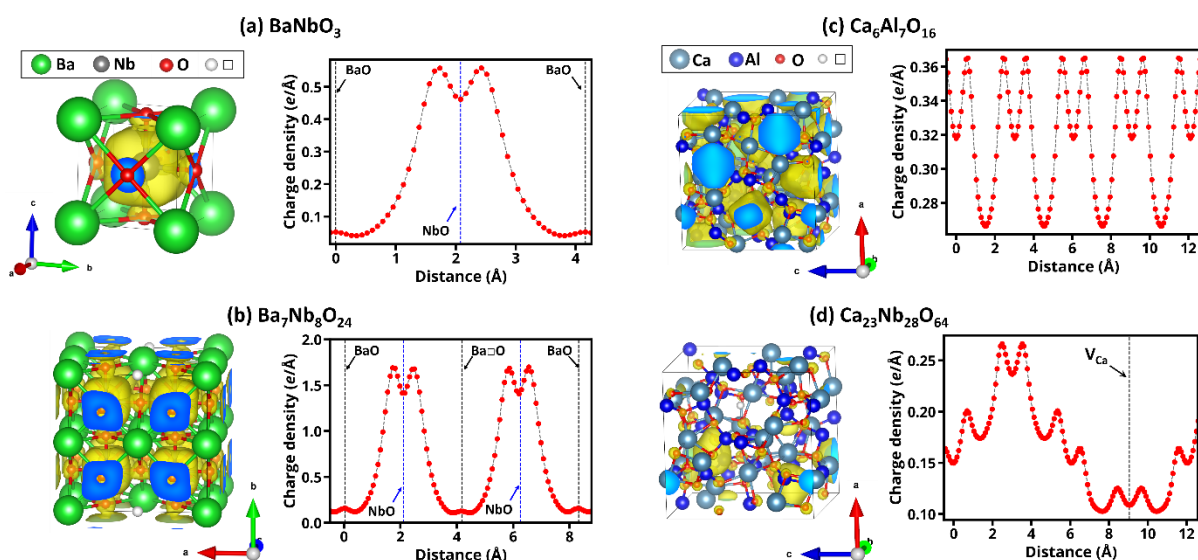 (a) BaNbO₃
Ba Nb O □
c
a
b
BaO
BaO
NbO
Charge density (e/Å)
0.5
0.4
0.3
0.2
0.1
0 1 2 3 4
Distance (Å)
(b) Ba₇Nb₈O₂₄
b
a
BaO
Ba□O
BaO
NbO
NbO
Charge density (e/Å)
2.0
1.5
1.0
0.5
0.0
0 2 4 6 8
Distance (Å)
(c) Ca₆Al₇O₁₆
Ca Al O □
a
b
c
Charge density (e/Å)
0.36
0.34
0.32
0.30
0.28
0 2 4 6 8 10 12
Distance (Å)
(d) Ca₂₃Nb₂₈O₆₄
a
b
c
V_Ca
Charge density (e/Å)
0.25
0.20
0.15
0.10
0 2 4 6 8 10 12
Distance (Å)